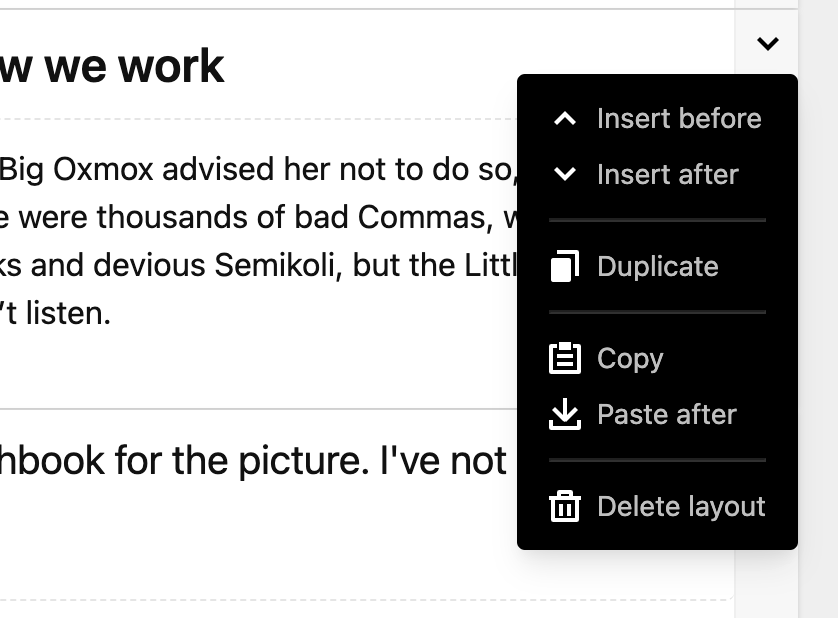 w we work
Insert before
Big Oxmox advised her not to do so,
Insert after
e were thousands of bad Commas, w
ks and devious Semikoli, but the Littl
Duplicate
’t listen.
Copy
Paste after
hbook for the picture. I've not
Delete layout